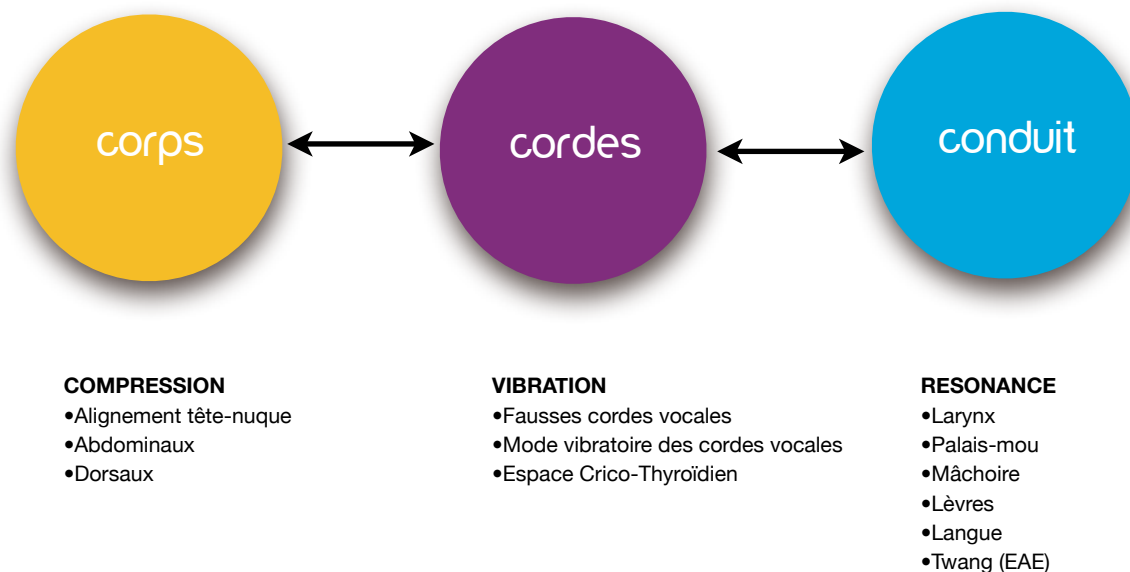 corps
cordes
conduit
COMPRESSION
•Alignement tête-nuque
•Abdominaux
•Dorsaux
VIBRATION
•Fausses cordes vocales
•Mode vibratoire des cordes vocales
•Espace Crico-Thyroïdien
RESONANCE
•Larynx
•Palais-mou
•Mâchoire
•Lèvres
•Langue
•Twang (EAE)